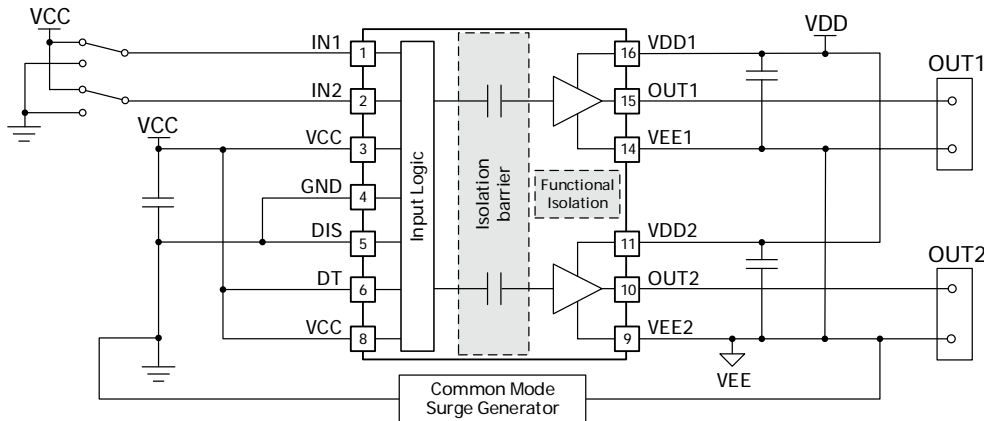 VCC
IN1
1
IN2
2
VCC
VCC
3
GND
4
DIS
5
DT
6
VCC
8
Input Logic
Isolation
barrier
Functional
Isolation
16
VDD1
VDD
15
OUT1
OUT1
14
VEE1
11
VDD2
10
OUT2
OUT2
9
VEE2
VEE
Common Mode
Surge Generator